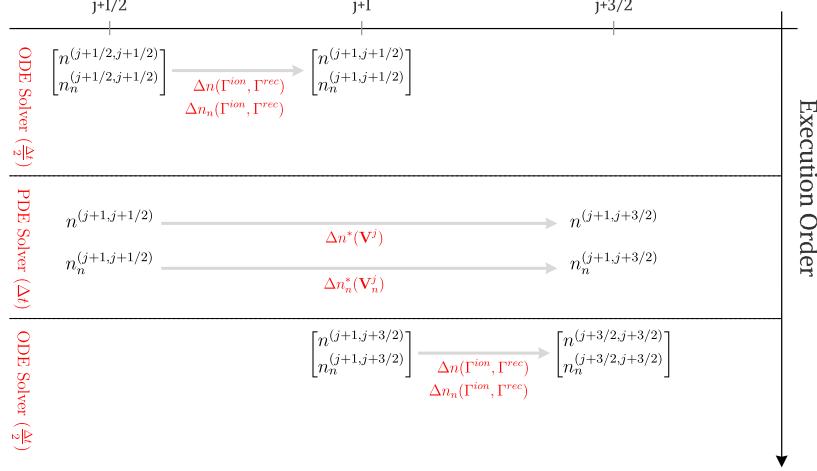 j+1/2 j+1 j+3/2
ODE Solver (Δt/2)
n^(j+1/2,j+1/2) n^(j+1,j+1/2)
n_n^(j+1/2,j+1/2) n_n^(j+1,j+1/2)
Δn(Γ^ion, Γ^rec)
Δn_n(Γ^ion, Γ^rec)
Execution Order
PDE Solver (Δt)
n^(j+1,j+1/2) n^(j+1,j+3/2)
Δn*(V^j)
n_n^(j+1,j+1/2) n_n^(j+1,j+3/2)
Δn_n*(V_n^j)
ODE Solver (Δt/2)
n^(j+1,j+3/2) n^(j+3/2,j+3/2)
n_n^(j+1,j+3/2) n_n^(j+3/2,j+3/2)
Δn(Γ^ion, Γ^rec)
Δn_n(Γ^ion, Γ^rec)